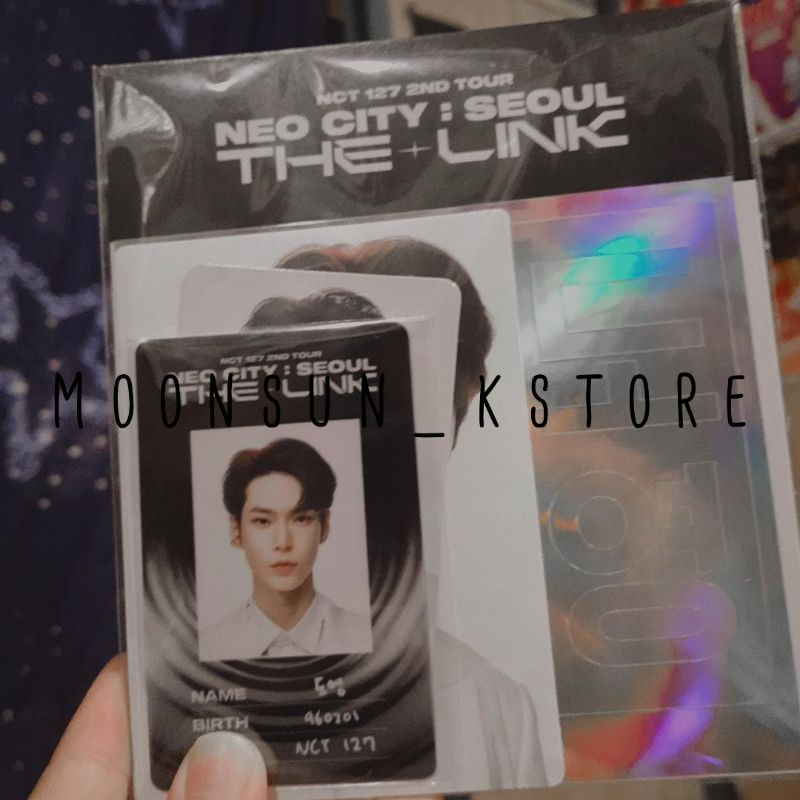 NCT 127 2ND TOUR
NEO CITY : SEOUL
THE LINK
NCT 127 2ND TOUR
NEO CITY : SEOUL
THE LINK
MOONSUN_KSTORE
NAME 도영
BIRTH 960201
NCT 127